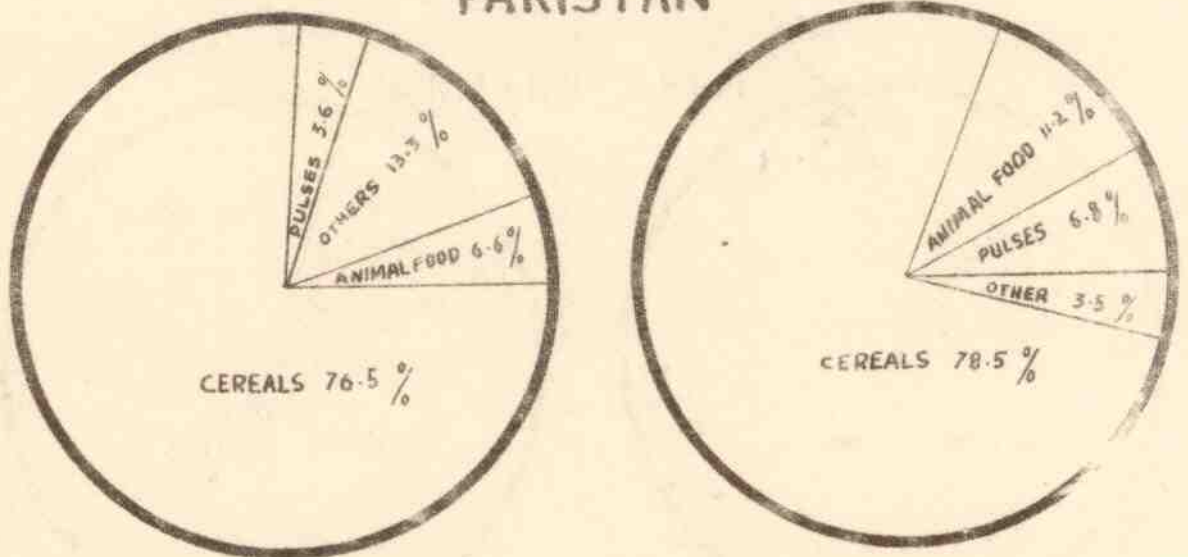 PAKISTAN
PULSES 3.6 %
OTHERS 13.3 %
ANIMAL FOOD 6.6 %
CEREALS 76.5 %
ANIMAL FOOD 11.2 %
PULSES 6.8 %
OTHER 3.5 %
CEREALS 78.5 %